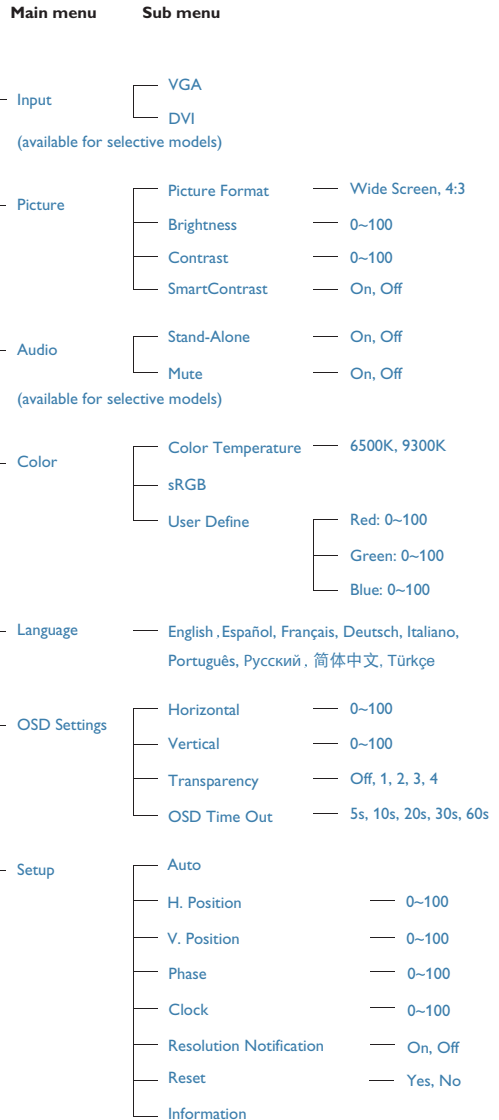 Main menu Sub menu
Input VGA
DVI
(available for selective models)
Picture Picture Format Wide Screen, 4:3
Brightness 0~100
Contrast 0~100
SmartContrast On, Off
Audio Stand-Alone On, Off
Mute On, Off
(available for selective models)
Color Color Temperature 6500K, 9300K
sRGB
User Define Red: 0~100
Green: 0~100
Blue: 0~100
Language English , Español, Français, Deutsch, Italiano,
Português, Русский , 简体中文, Türkçe
OSD Settings Horizontal 0~100
Vertical 0~100
Transparency Off, 1, 2, 3, 4
OSD Time Out 5s, 10s, 20s, 30s, 60s
Setup Auto
H. Position 0~100
V. Position 0~100
Phase 0~100
Clock 0~100
Resolution Notification On, Off
Reset Yes, No
Information